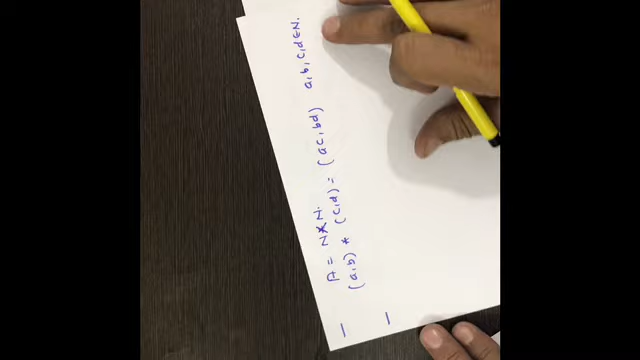 — A = N × N.
(a,b) * (c,d) = (ac, bd) a,b, c,d ∈ N.
—